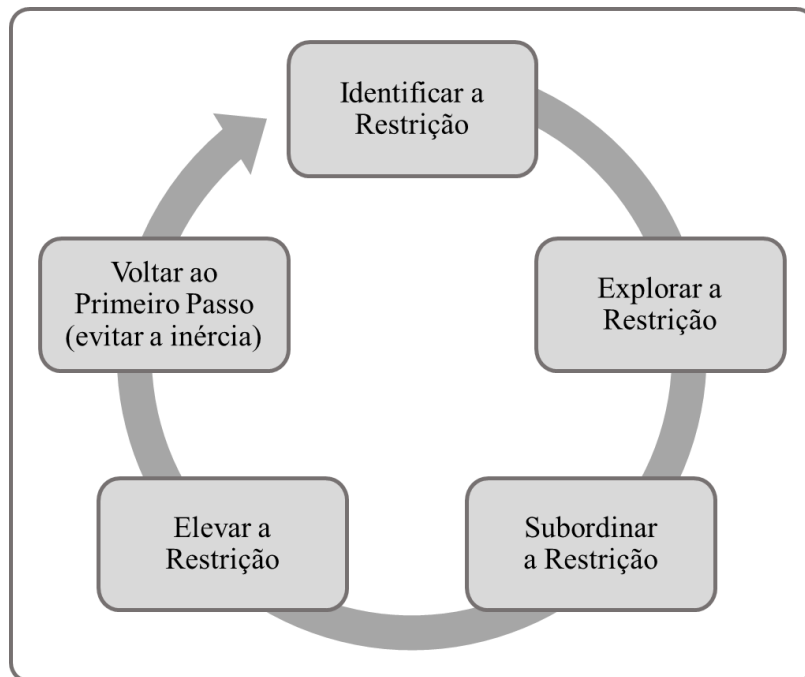 Identificar a
Restrição
Explorar a
Restrição
Subordinar
a Restrição
Elevar a
Restrição
Voltar ao
Primeiro Passo
(evitar a inércia)